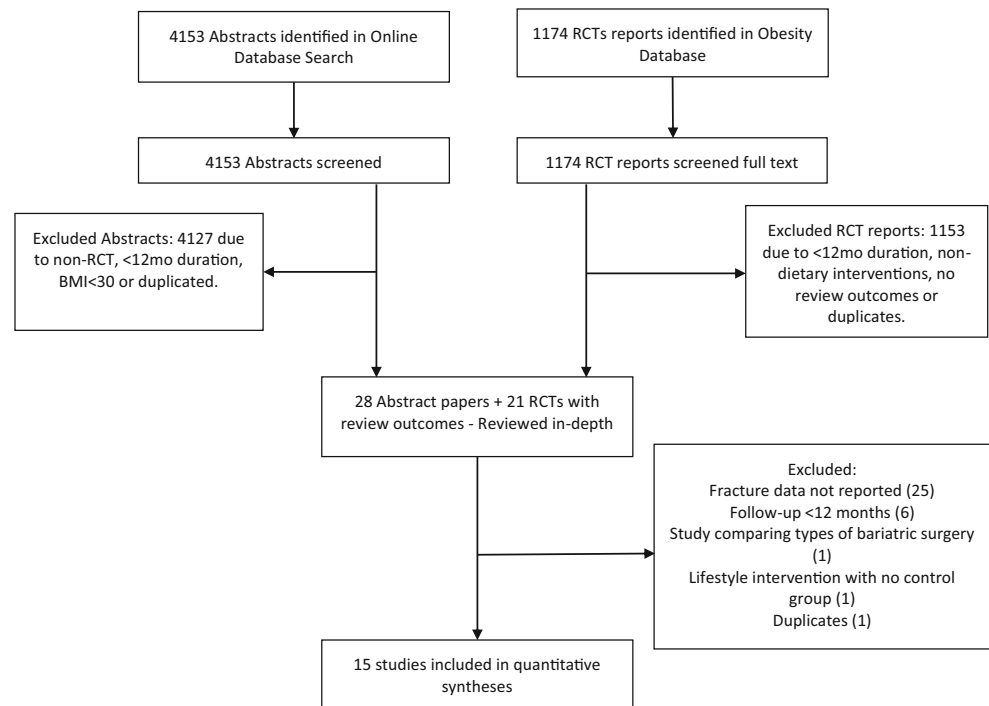 4153 Abstracts identified in Online
Database Search
1174 RCTs reports identified in Obesity
Database
4153 Abstracts screened
1174 RCT reports screened full text
Excluded Abstracts: 4127 due
to non-RCT, <12mo duration,
BMI<30 or duplicated.
Excluded RCT reports: 1153
due to <12mo duration, non-
dietary interventions, no
review outcomes or
duplicates.
28 Abstract papers + 21 RCTs with
review outcomes - Reviewed in-depth
Excluded:
Fracture data not reported (25)
Follow-up <12 months (6)
Study comparing types of bariatric surgery
(1)
Lifestyle intervention with no control
group (1)
Duplicates (1)
15 studies included in quantitative
syntheses